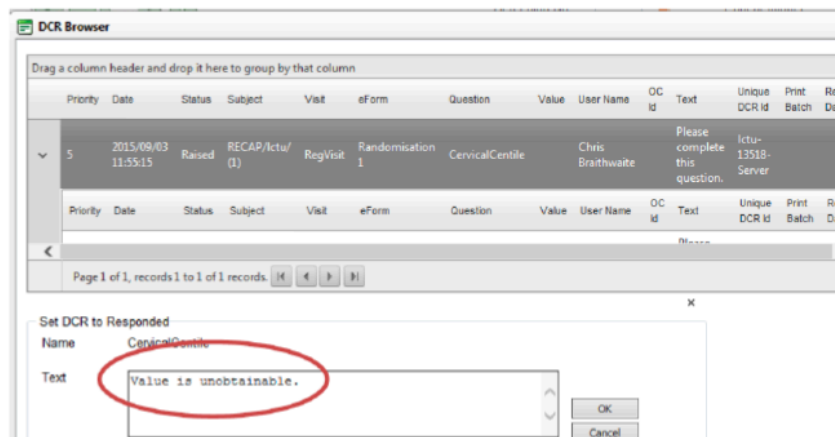 DCR Browser
Drag a column header and drop it here to group by that column
Priority Date Status Subject Visit eForm Question Value User Name OC Id Text Unique DCR Id Print Batch
5 2015/09/03 11:55:15 Raised RECAP/Ictu/ (1) RegVisit Randomisation 1 CervicalCentile Chris Braithwaite Please complete this question. Ictu-13518-Server
Priority Date Status Subject Visit eForm Question Value User Name OC Id Text Unique DCR Id Print Batch
Page 1 of 1, records 1 to 1 of 1 records.
Set DCR to Responded
Name CervicalCentile
Text Value is unobtainable.
OK
Cancel